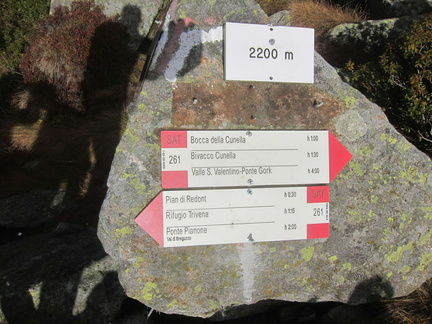 2200 m
SAT
261
Bocca della Cunella h 1:00
Bivacco Cunella h 1:30
Valle S. Valentino-Ponte Gork h 4:00
Pian di Redont h 0:30
Rifugio Trivena h 1:15
Ponte Pianone h 2:00
Val di Breguzzo
SAT
261